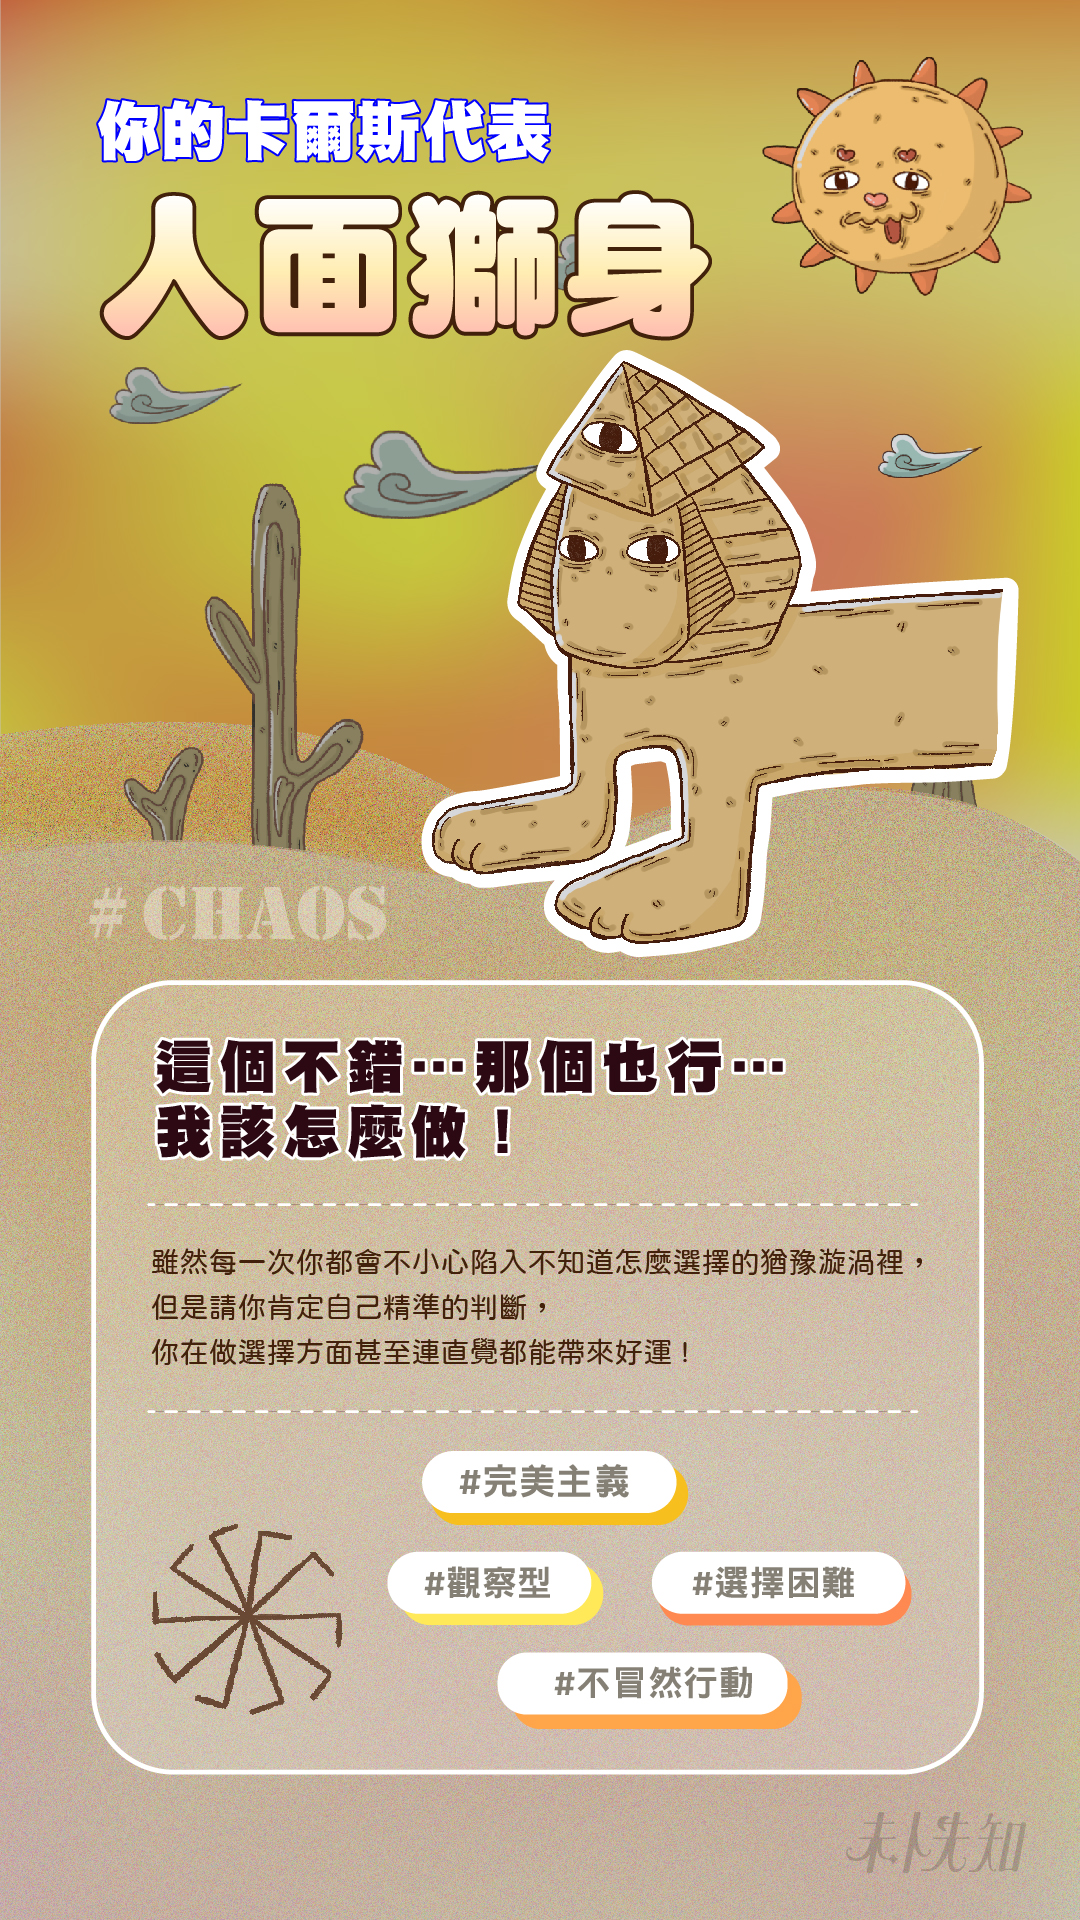 你的卡爾斯代表
人面獅身
#CHAOS
這個不錯…那個也行…
我該怎麼做！
雖然每一次你都會不小心陷入不知道怎麼選擇的猶豫漩渦裡，
但是請你肯定自己精準的判斷，
你在做選擇方面甚至連直覺都能帶來好運！
#完美主義
#觀察型 #選擇困難
#不冒然行動
未卜先知